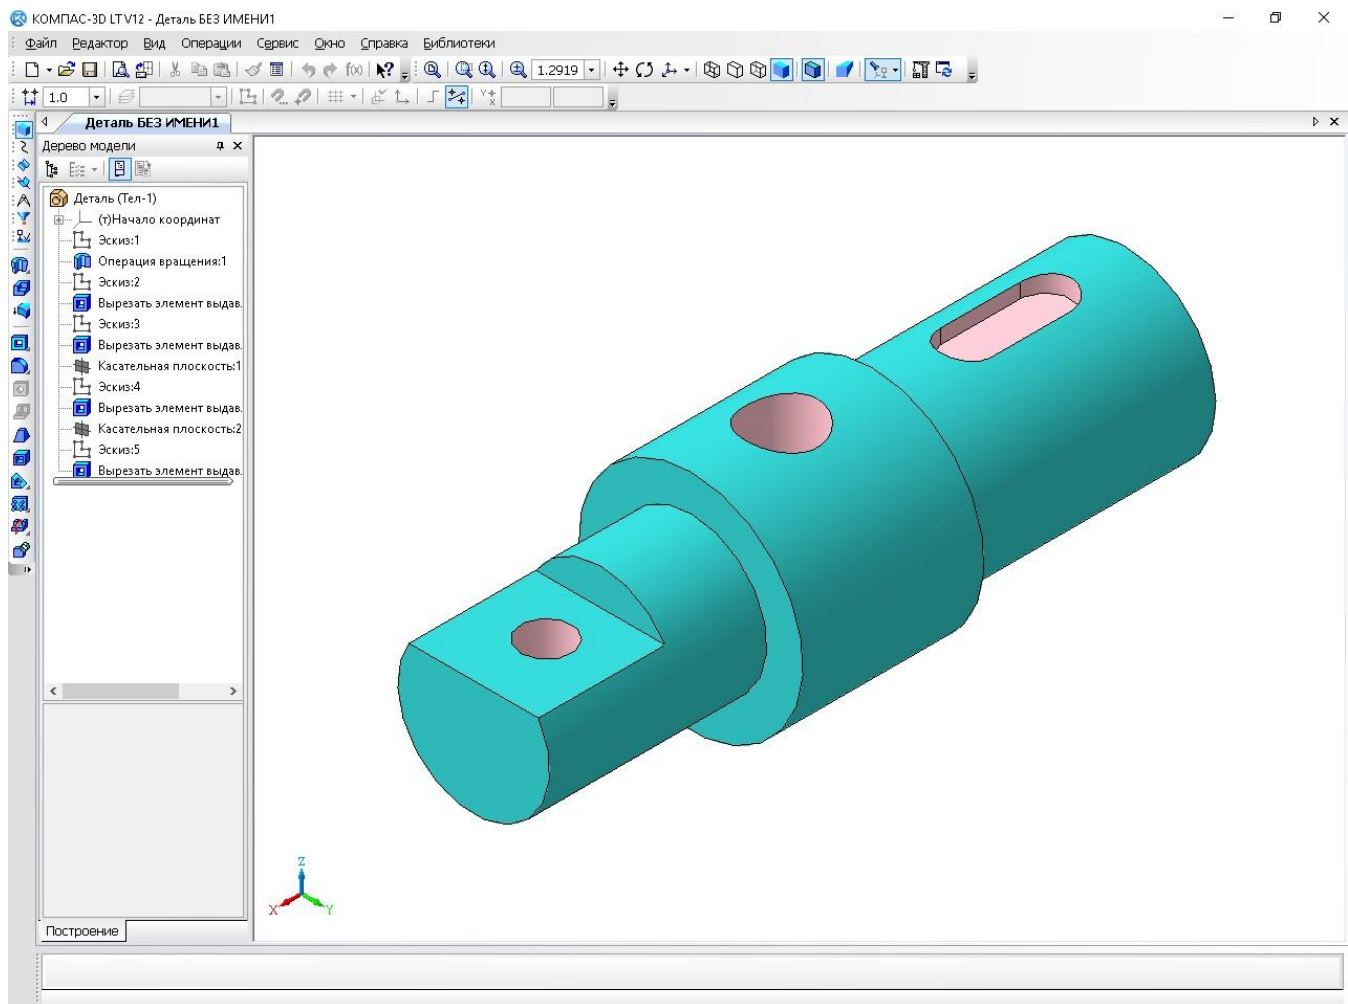 КОМПАС-3D LT V12 - Деталь БЕЗ ИМЕНИ1
Файл Редактор Вид Операции Сервис Окно Справка Библиотеки
f(x) 1.2919
1.0
Деталь БЕЗ ИМЕНИ1
Дерево модели
Деталь (Тел-1)
(т)Начало координат
Эскиз:1
Операция вращения:1
Эскиз:2
Вырезать элемент выдав.
Эскиз:3
Вырезать элемент выдав.
Касательная плоскость:1
Эскиз:4
Вырезать элемент выдав.
Касательная плоскость:2
Эскиз:5
Вырезать элемент выдав.
Z
X Y
Построение